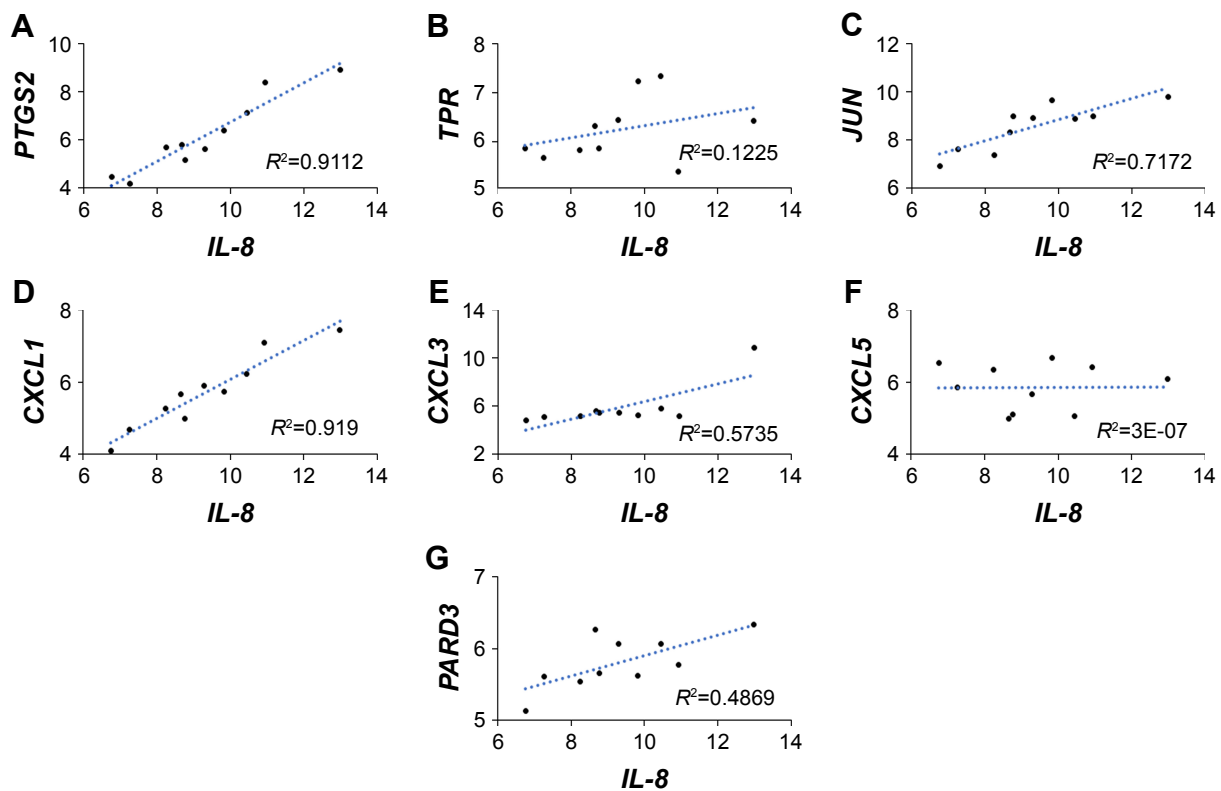 A
PTGS2
10
8
6
4
R²=0.9112
6 8 10 12 14
IL-8
B
TPR
8
7
6
5
R²=0.1225
6 8 10 12 14
IL-8
C
JUN
12
10
8
6
R²=0.7172
6 8 10 12 14
IL-8
D
CXCL1
8
6
4
R²=0.919
6 8 10 12 14
IL-8
E
CXCL3
14
10
6
2
R²=0.5735
6 8 10 12 14
IL-8
F
CXCL5
8
6
4
R²=3E-07
6 8 10 12 14
IL-8
G
PARD3
7
6
5
R²=0.4869
6 8 10 12 14
IL-8